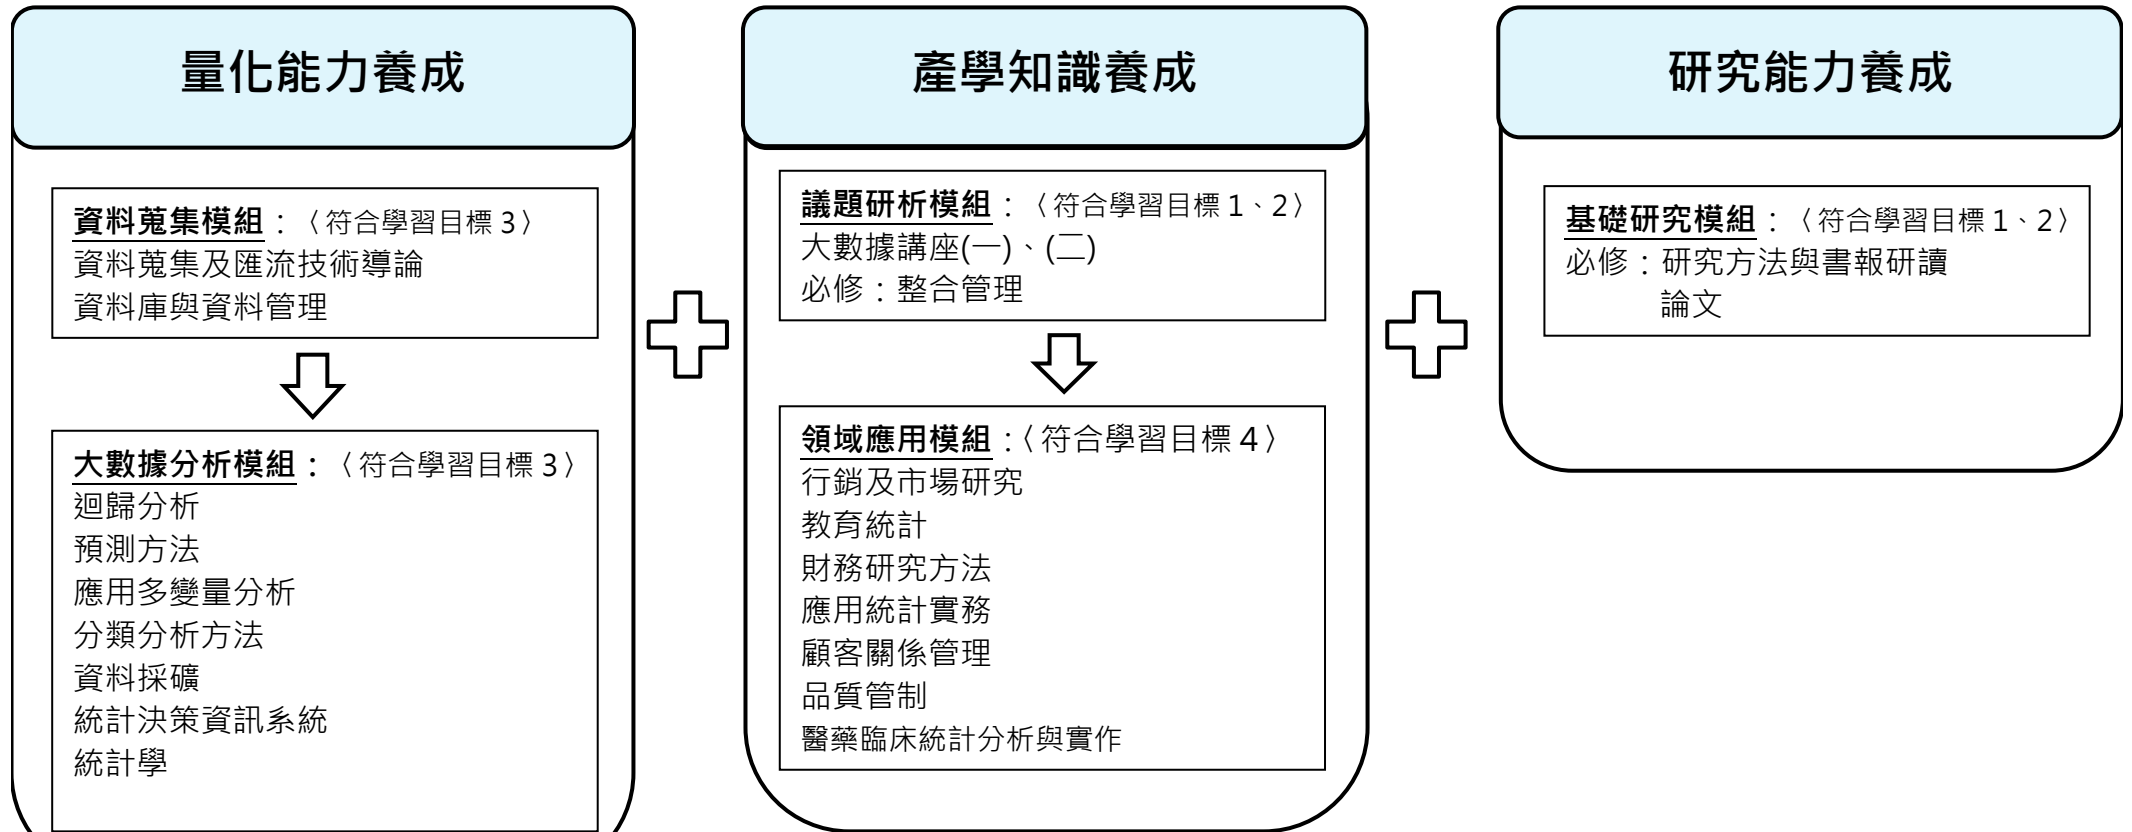 量化能力養成
資料蒐集模組：〈符合學習目標 3〉
資料蒐集及匯流技術導論
資料庫與資料管理
大數據分析模組：〈符合學習目標 3〉
迴歸分析
預測方法
應用多變量分析
分類分析方法
資料採礦
統計決策資訊系統
統計學
產學知識養成
議題研析模組：〈符合學習目標 1、2〉
大數據講座(一)、(二)
必修：整合管理
領域應用模組：〈符合學習目標 4〉
行銷及市場研究
教育統計
財務研究方法
應用統計實務
顧客關係管理
品質管制
醫藥臨床統計分析與實作
研究能力養成
基礎研究模組：〈符合學習目標 1、2〉
必修：研究方法與書報研讀
論文